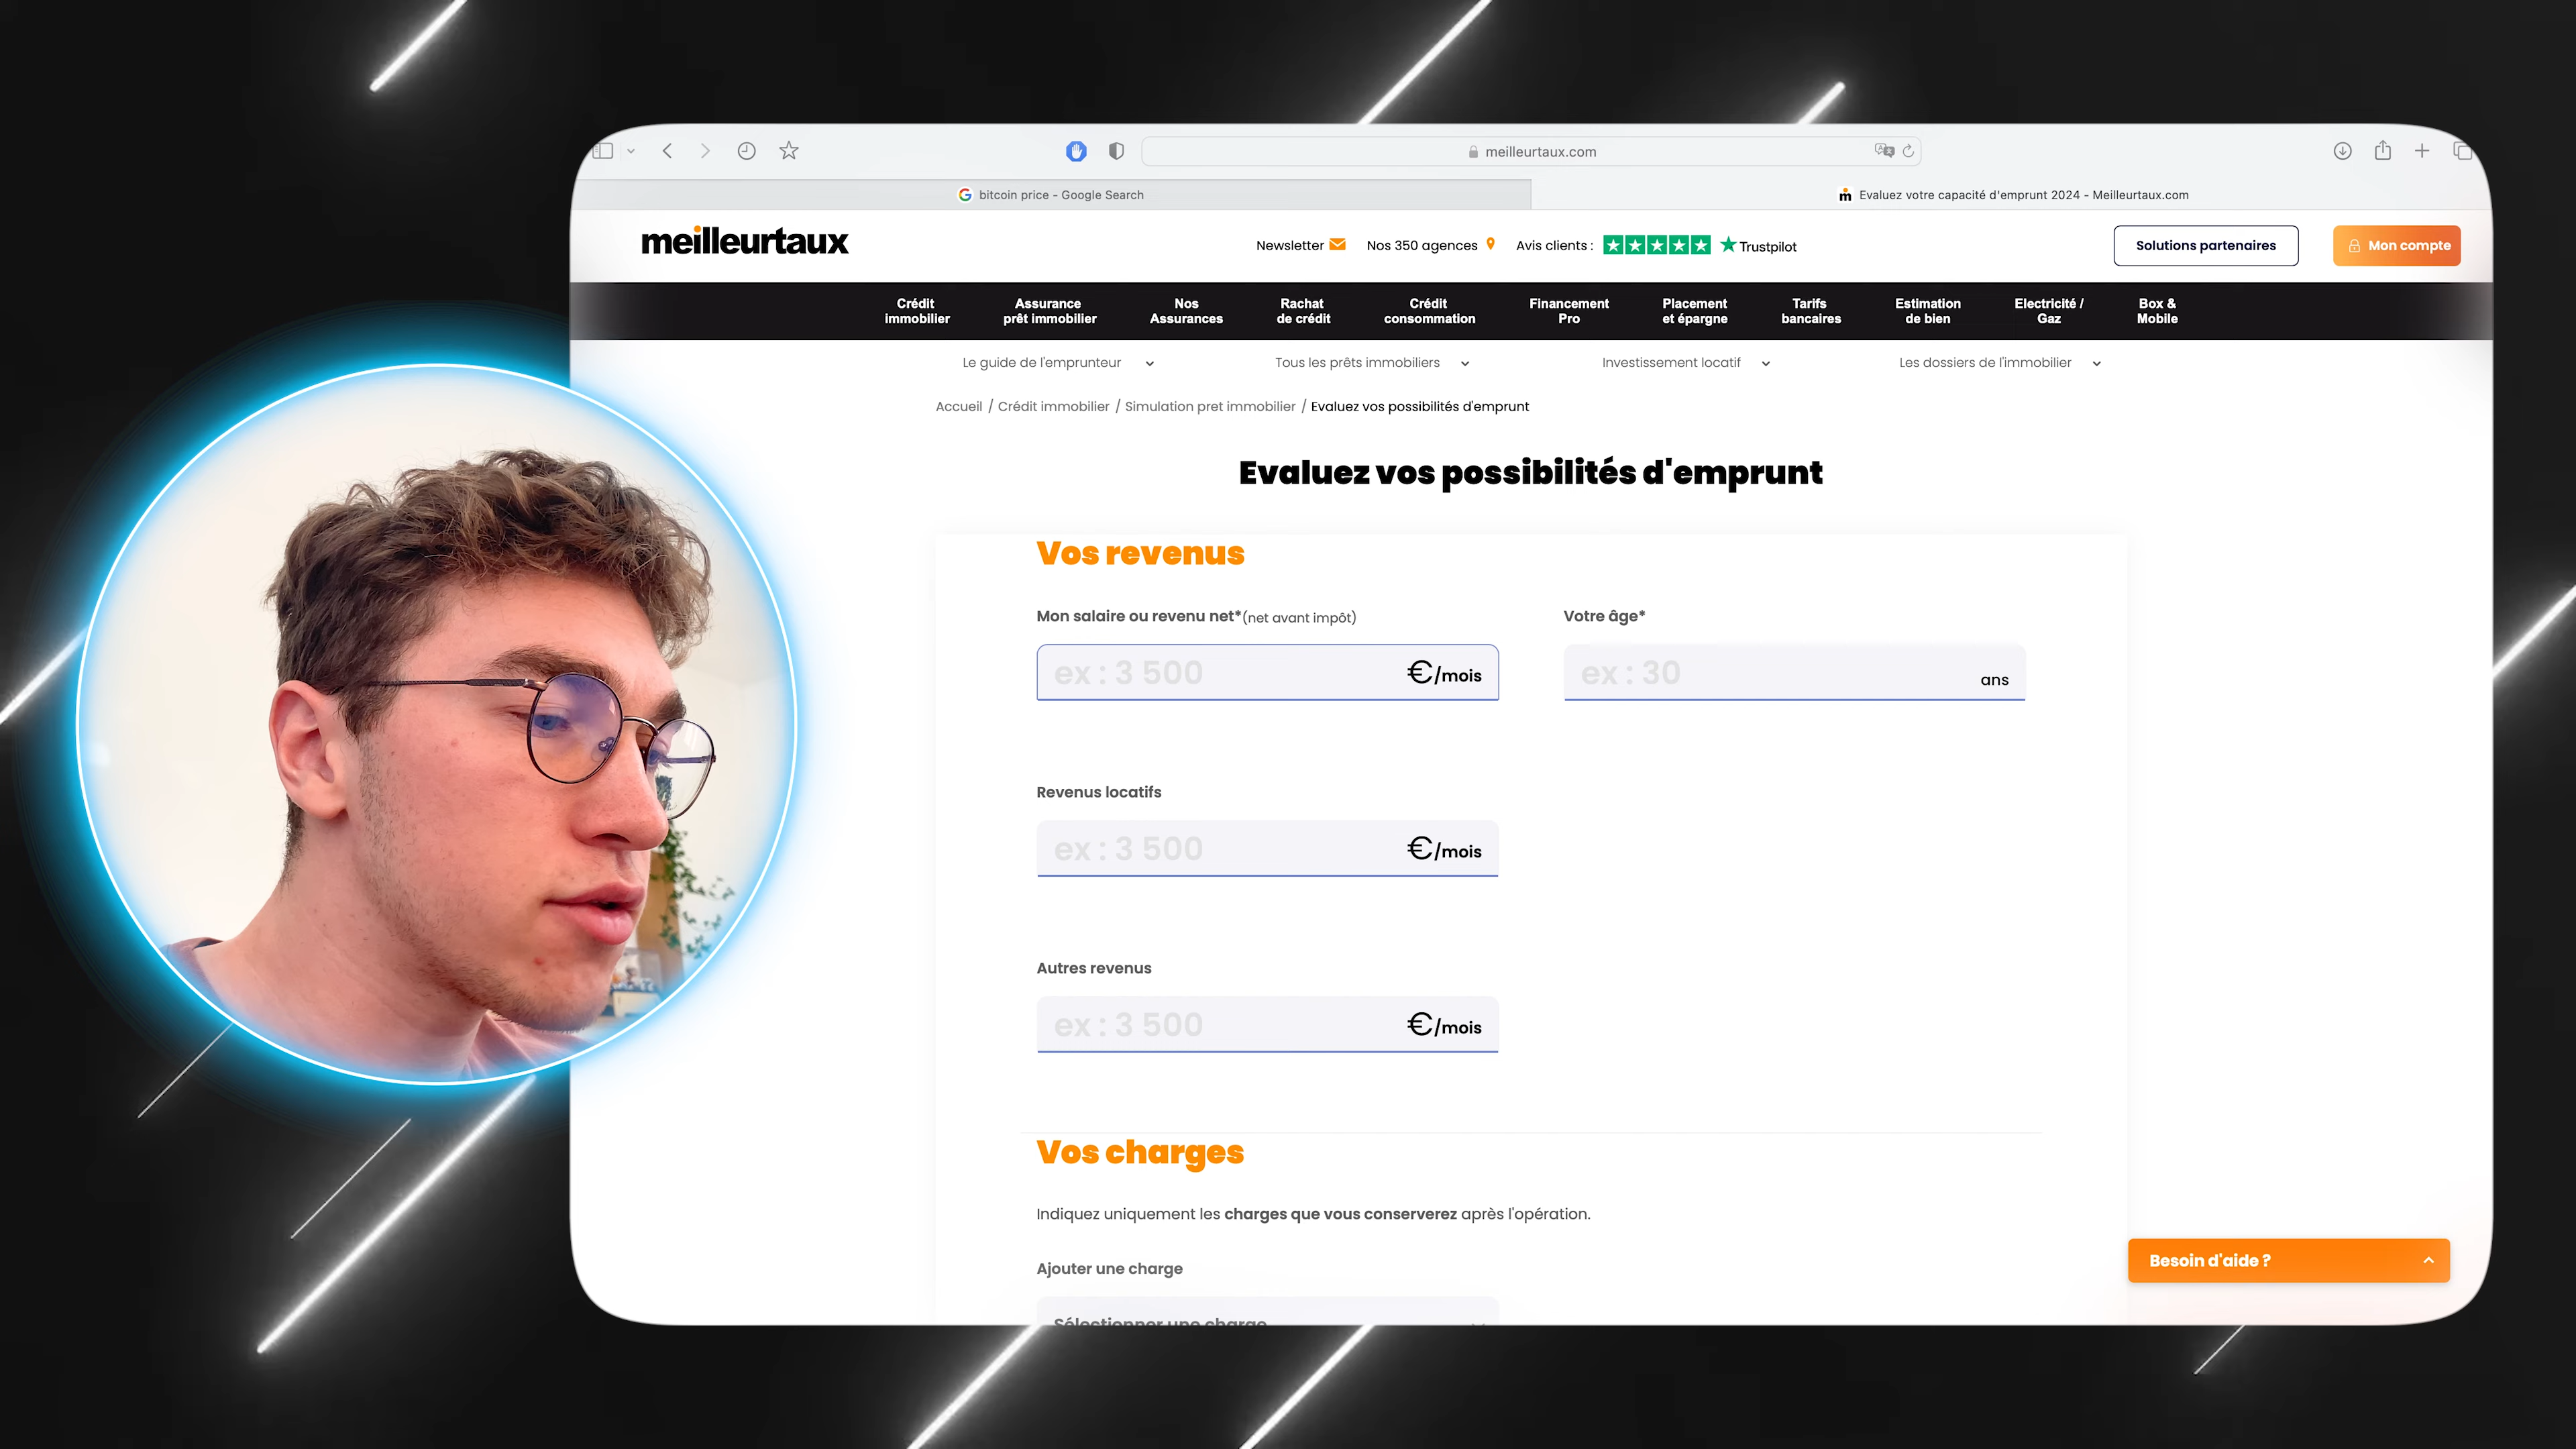 meilleurtaux.com
bitcoin price - Google Search
Evaluez votre capacité d'emprunt 2024 - Meilleurtaux.com
meilleurtaux
Newsletter
Nos 350 agences
Avis clients :
Trustpilot
Solutions partenaires
Mon compte
Crédit
immobilier
Assurance
prêt immobilier
Nos
Assurances
Rachat
de crédit
Crédit
consommation
Financement
Pro
Placement
et épargne
Tarifs
bancaires
Estimation
de bien
Electricité /
Gaz
Box &
Mobile
Le guide de l'emprunteur
Tous les prêts immobiliers
Investissement locatif
Les dossiers de l'immobilier
Accueil / Crédit immobilier / Simulation pret immobilier / Evaluez vos possibilités d'emprunt
Evaluez vos possibilités d'emprunt
Vos revenus
Mon salaire ou revenu net*(net avant impôt)
Votre âge*
ex : 3 500 €/mois
ex : 30 ans
Revenus locatifs
ex : 3 500 €/mois
Autres revenus
ex : 3 500 €/mois
Vos charges
Indiquez uniquement les charges que vous conserverez après l'opération.
Ajouter une charge
Sélectionner une charge
Besoin d'aide ?